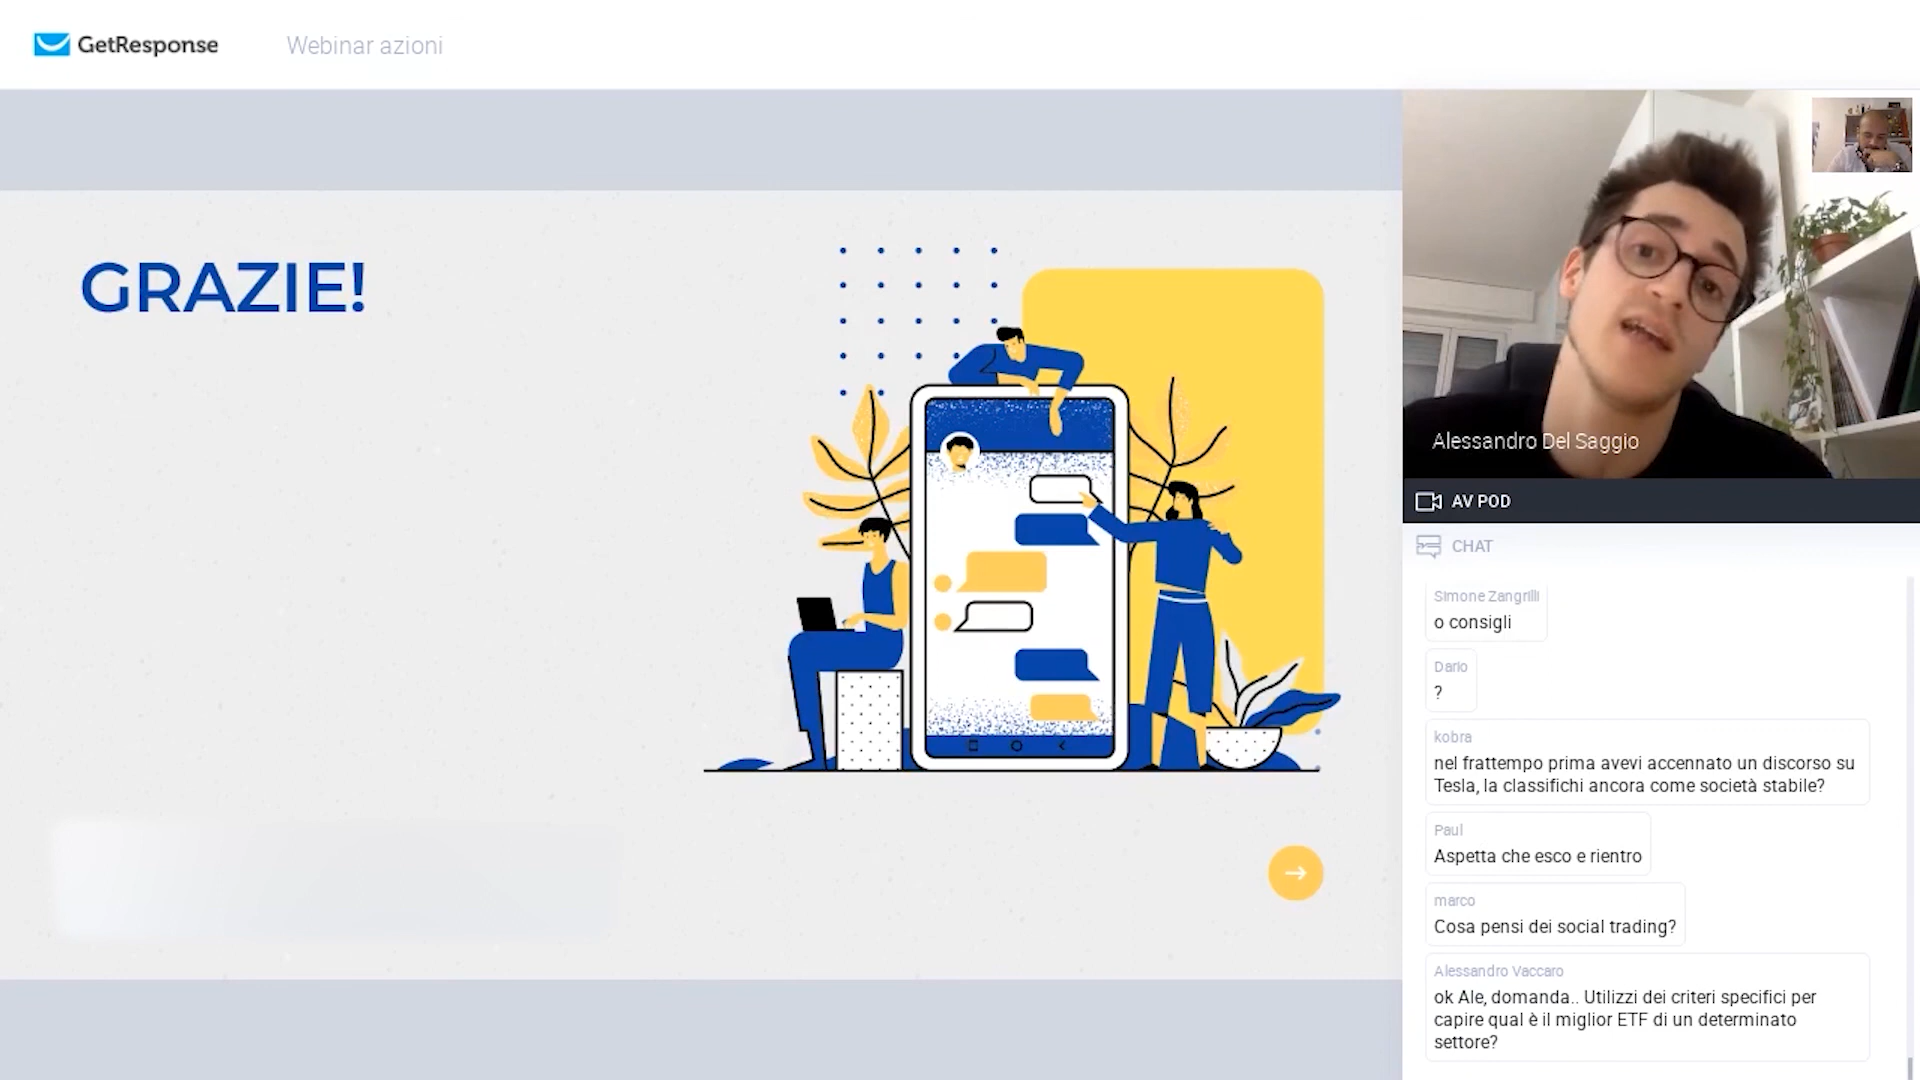 GetResponse
Webinar azioni
GRAZIE!
Alessandro Del Saggio
AV POD
CHAT
Simone Zangrilli
o consigli
Dario
?
kobra
nel frattempo prima avevi accennato un discorso su
Tesla, la classifichi ancora come società stabile?
Paul
Aspetta che esco e rientro
marco
Cosa pensi dei social trading?
Alessandro Vaccaro
ok Ale, domanda.. Utilizzi dei criteri specifici per
capire qual è il miglior ETF di un determinato
settore?